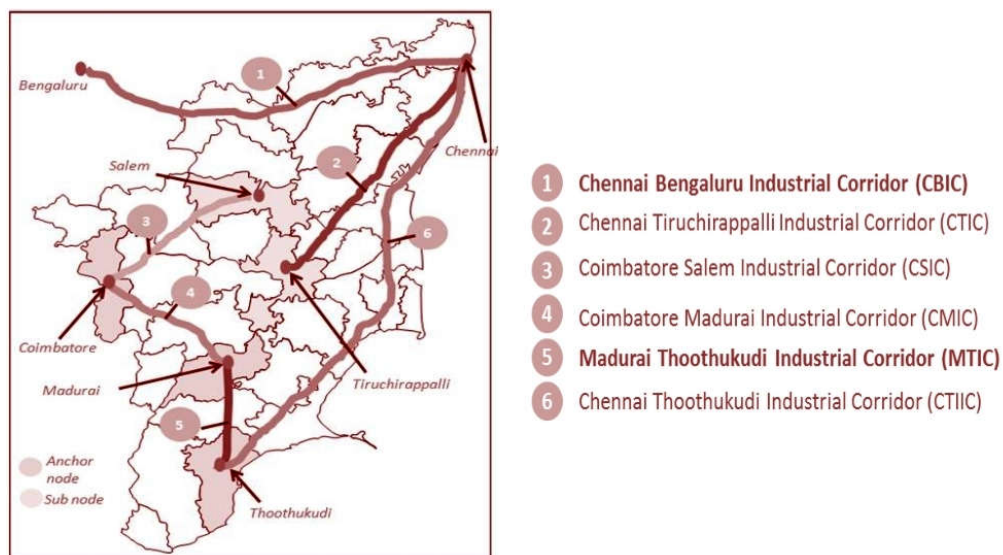 Bengaluru
1
Chennai
Salem
2
3
6
4
Coimbatore
Madurai
Tiruchirappalli
5
Anchor
node
Sub node
Thoothukudi
1 Chennai Bengaluru Industrial Corridor (CBIC)
2 Chennai Tiruchirappalli Industrial Corridor (CTIC)
3 Coimbatore Salem Industrial Corridor (CSIC)
4 Coimbatore Madurai Industrial Corridor (CMIC)
5 Madurai Thoothukudi Industrial Corridor (MTIC)
6 Chennai Thoothukudi Industrial Corridor (CTIIC)